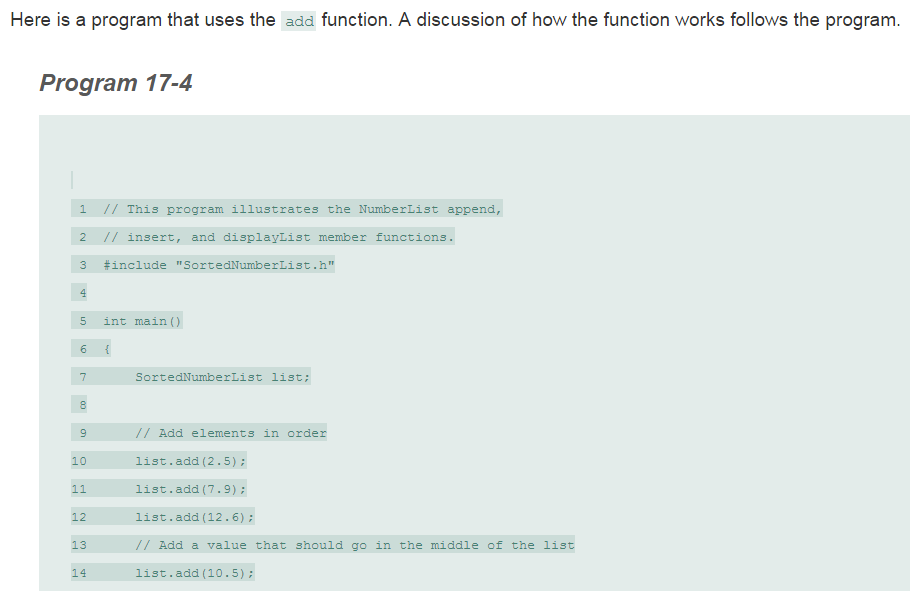 Here is a program that uses the add function. A discussion of how the function works follows the program.
Program 17-4
1 // This program illustrates the NumberList append,
2 // insert, and displayList member functions.
3 #include "SortedNumberList.h"
4
5 int main()
6 {
7 SortedNumberList list;
8
9 // Add elements in order
10 list.add(2.5);
11 list.add(7.9);
12 list.add(12.6);
13 // Add a value that should go in the middle of the list
14 list.add(10.5);